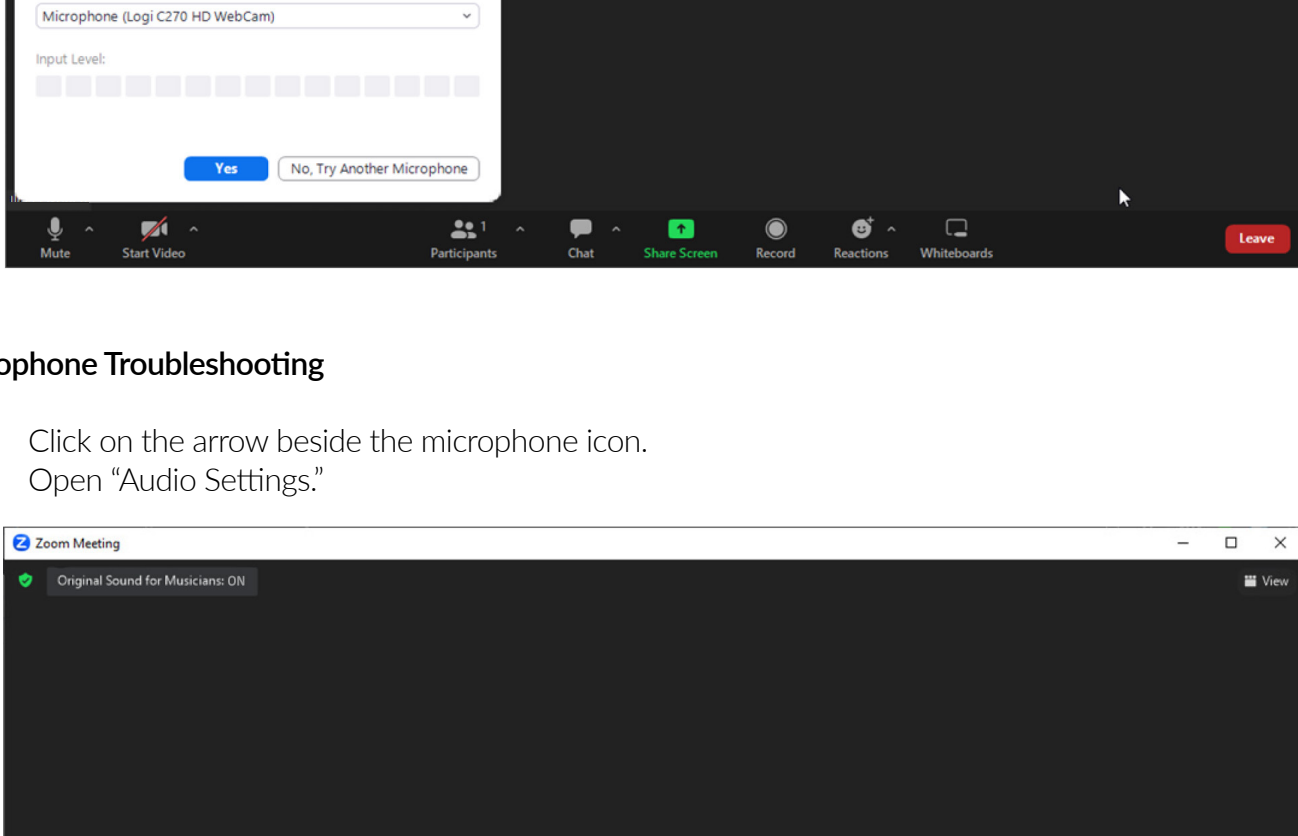 Microphone (Logi C270 HD WebCam)
Input Level:
Yes No, Try Another Microphone
1
Mute Start Video Participants Chat Share Screen Record Reactions Whiteboards Leave
ophone Troubleshooting
Click on the arrow beside the microphone icon.
Open “Audio Settings.”
Zoom Meeting
Original Sound for Musicians: ON View